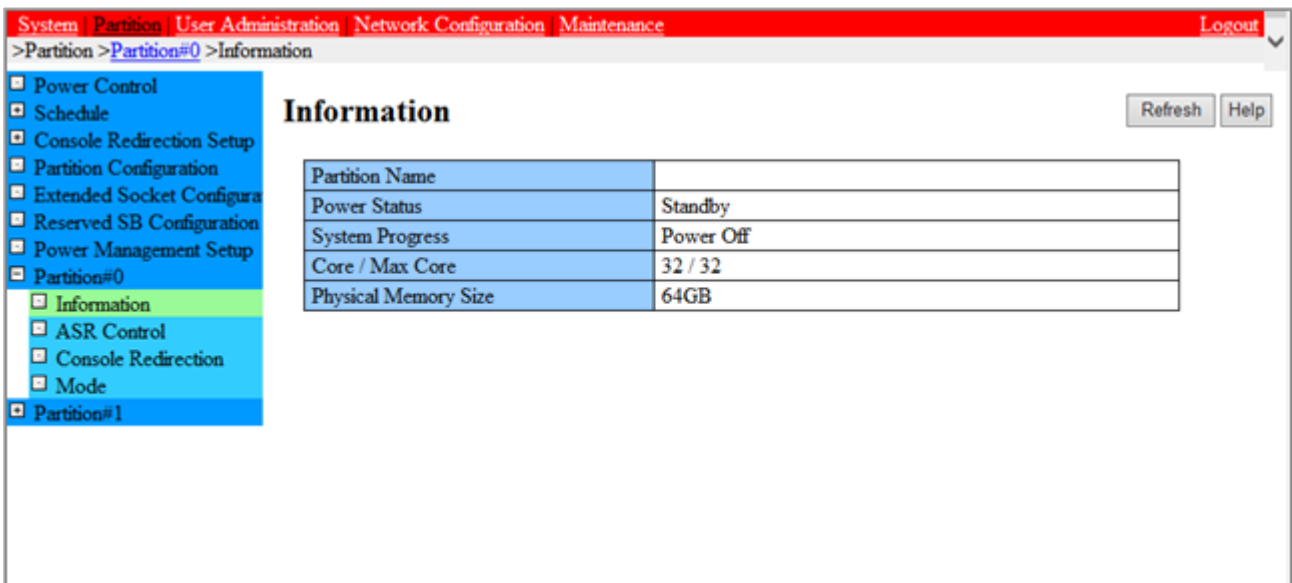 System | Partition | User Administration | Network Configuration | Maintenance Logout
>Partition >Partition#0 >Information
Power Control
Schedule
Console Redirection Setup
Partition Configuration
Extended Socket Configura
Reserved SB Configuration
Power Management Setup
Partition#0
Information
ASR Control
Console Redirection
Mode
Partition#1
Information
Refresh Help
Partition Name
Power Status Standby
System Progress Power Off
Core / Max Core 32 / 32
Physical Memory Size 64GB